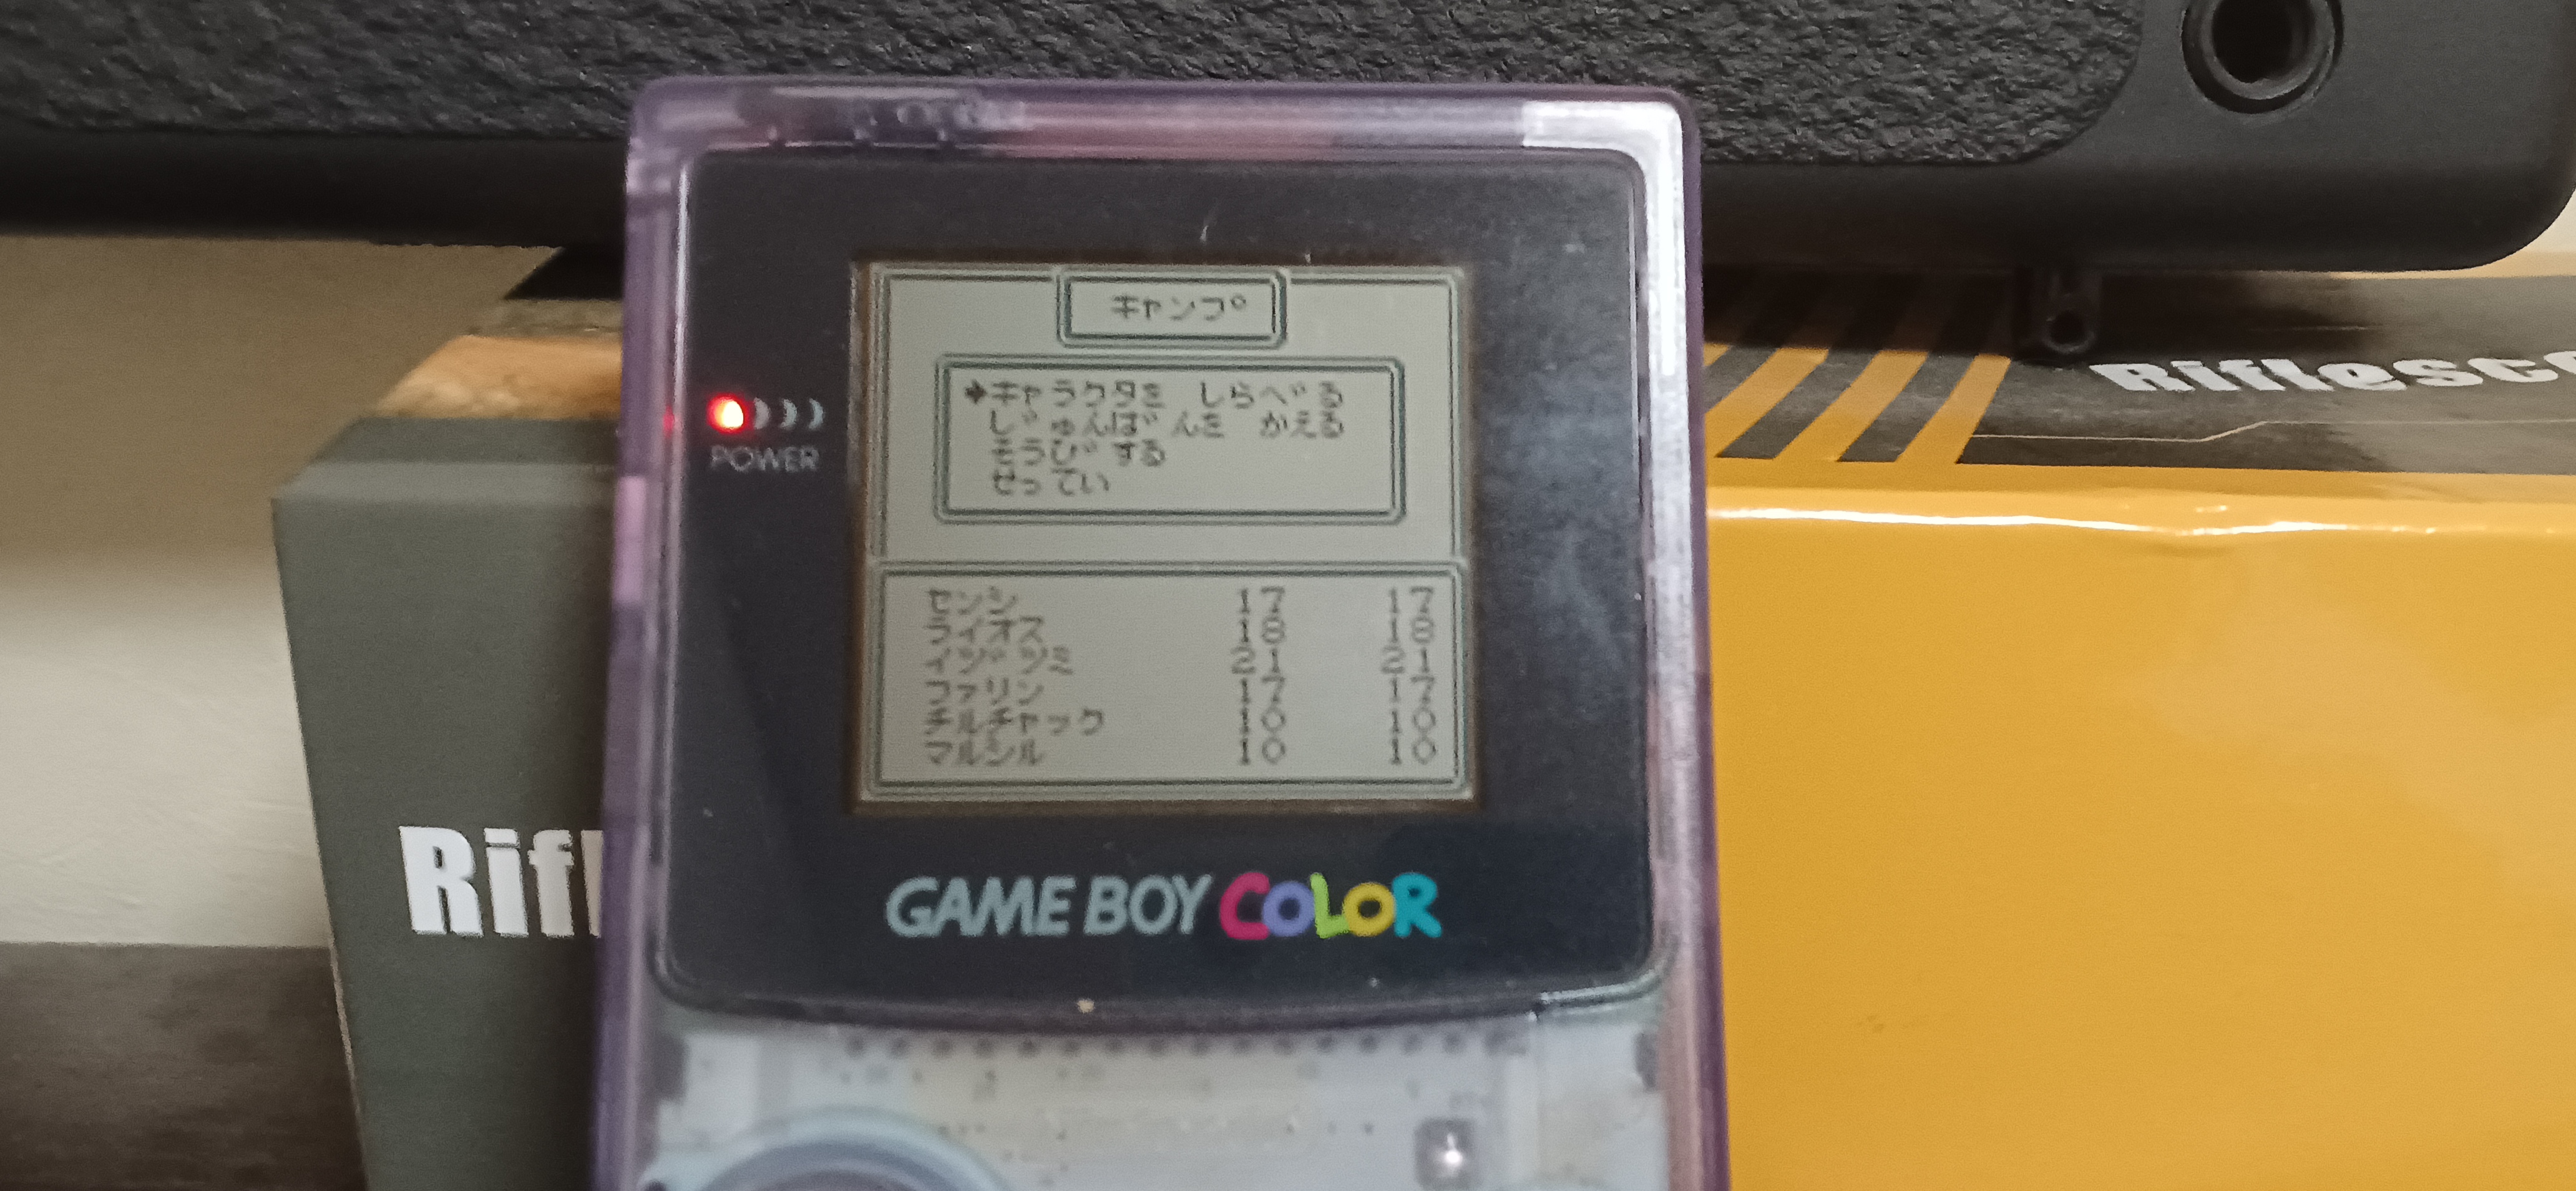 RifleSco
キャンプ
➔キャラクタを しらべる
じゅんばんを かえる
そうびする
せってい
POWER
センシ 17 17
ライオス 18 18
イヅツミ 21 21
ファリン 17 17
チルチャック 10 10
マルシル 10 10
Rifl
GAME BOY COLOR